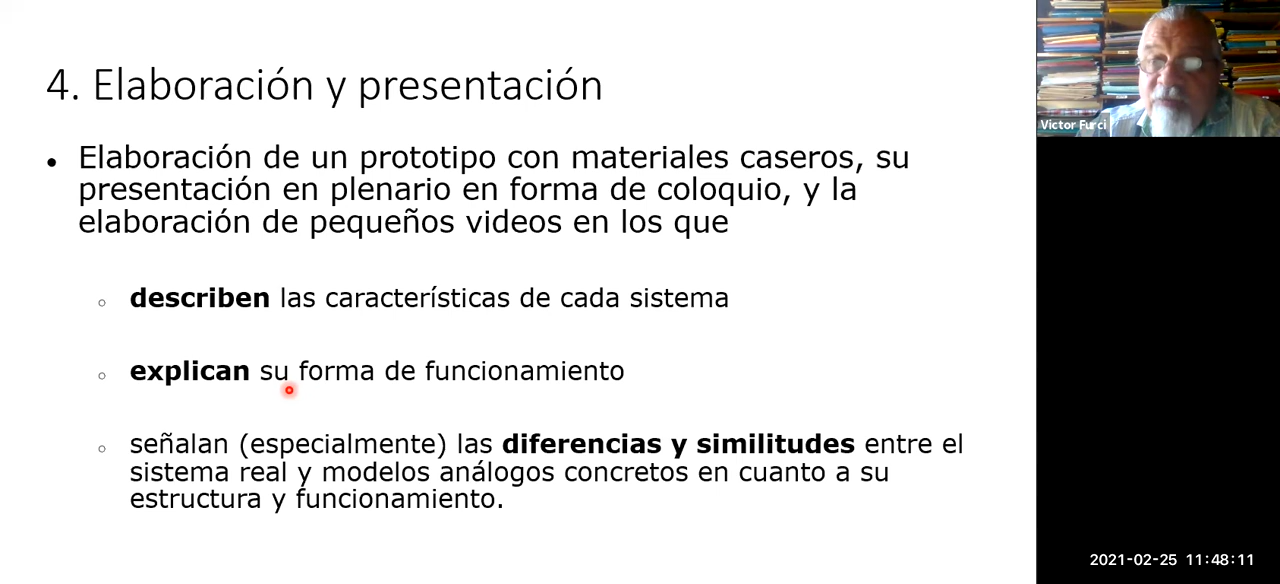 4. Elaboración y presentación
Elaboración de un prototipo con materiales caseros, su
presentación en plenario en forma de coloquio, y la
elaboración de pequeños videos en los que
describen las características de cada sistema
explican su forma de funcionamiento
señalan (especialmente) las diferencias y similitudes entre el
sistema real y modelos análogos concretos en cuanto a su
estructura y funcionamiento.
Victor Furci
2021-02-25 11:48:11